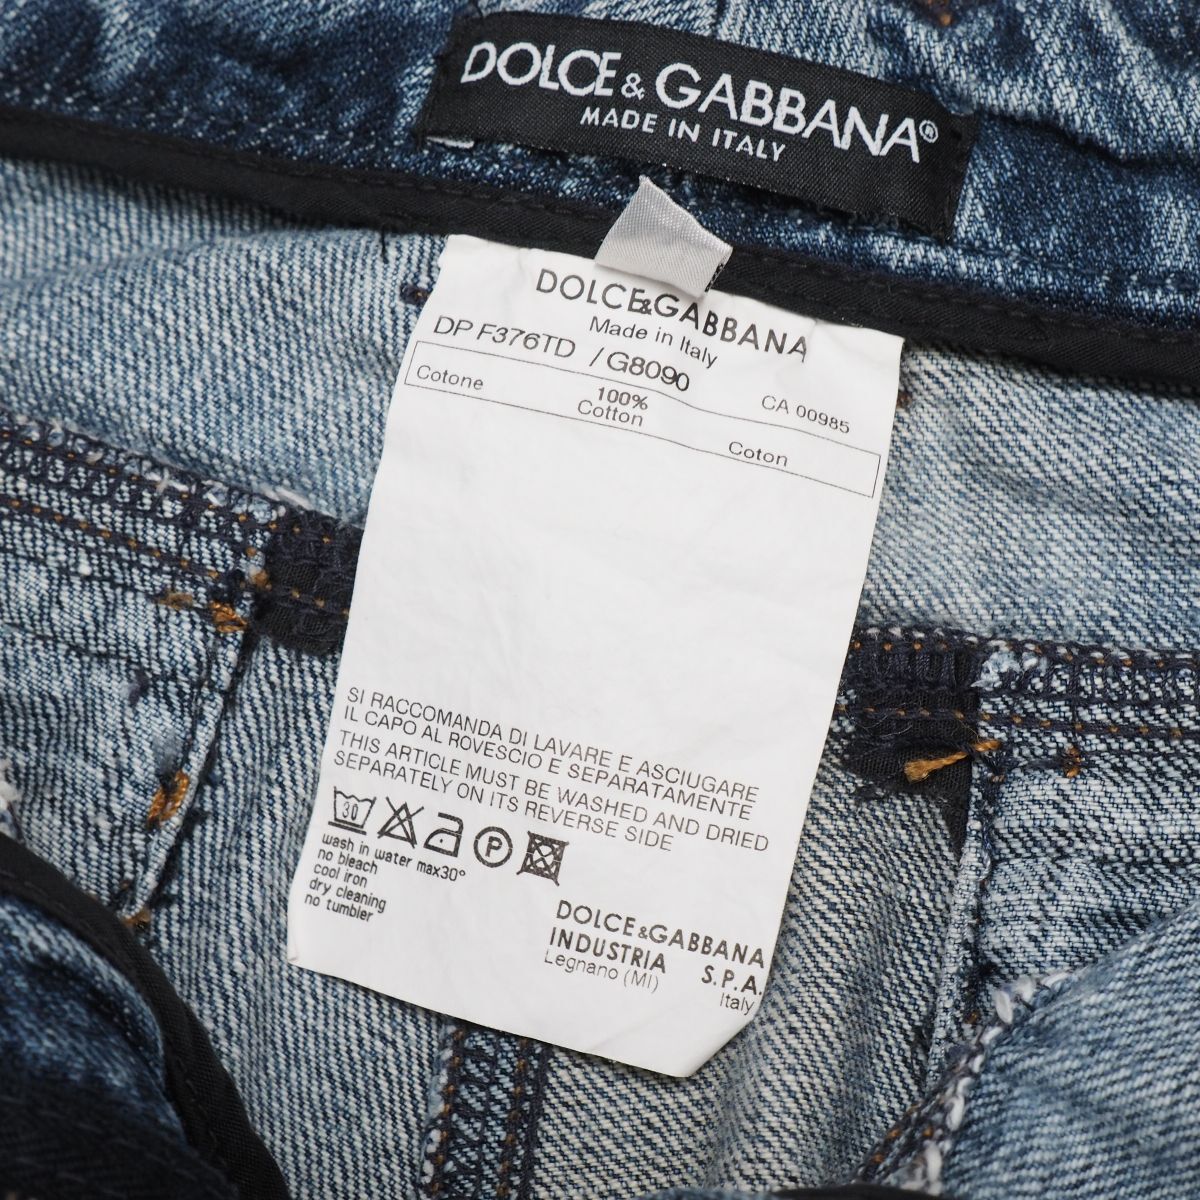 DOLCE&GABBANA®
MADE IN ITALY
DOLCE&GABBANA
Made in Italy
DP F376TD /G8090
CA 00985
100%
Cotone Cotton Coton
SI RACCOMANDA DI LAVARE E ASCIUGARE
IL CAPO AL ROVESCIO E SEPARATAMENTE
THIS ARTICLE MUST BE WASHED AND DRIED
SEPARATELY ON ITS REVERSE SIDE
30 P
wash in water max30°
no bleach
cool iron
dry cleaning
no tumbler
DOLCE&GABBANA
INDUSTRIA S.P.A.
Legnano (MI) Italy